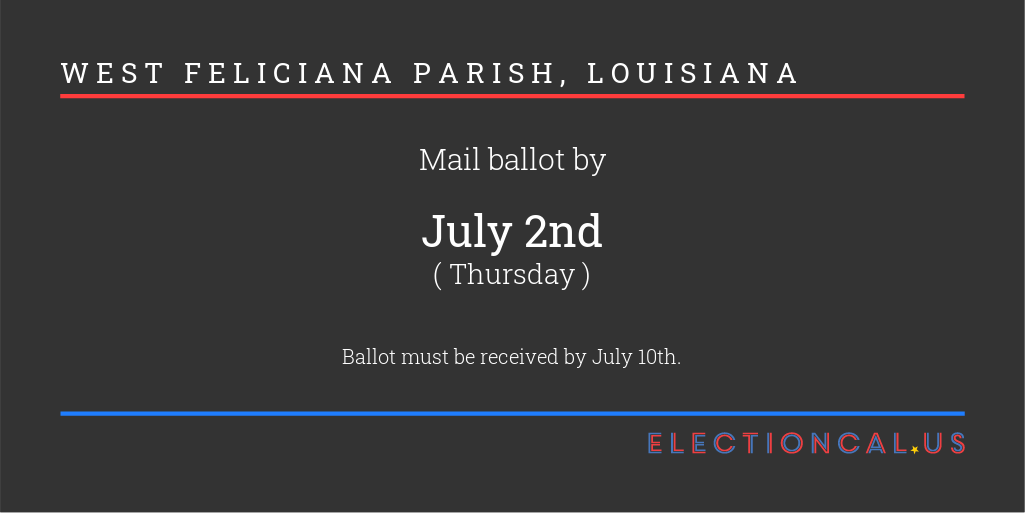 WEST FELICIANA PARISH, LOUISIANA
Mail ballot by
July 2nd
( Thursday )
Ballot must be received by July 10th.
ELECTIONCAL.US